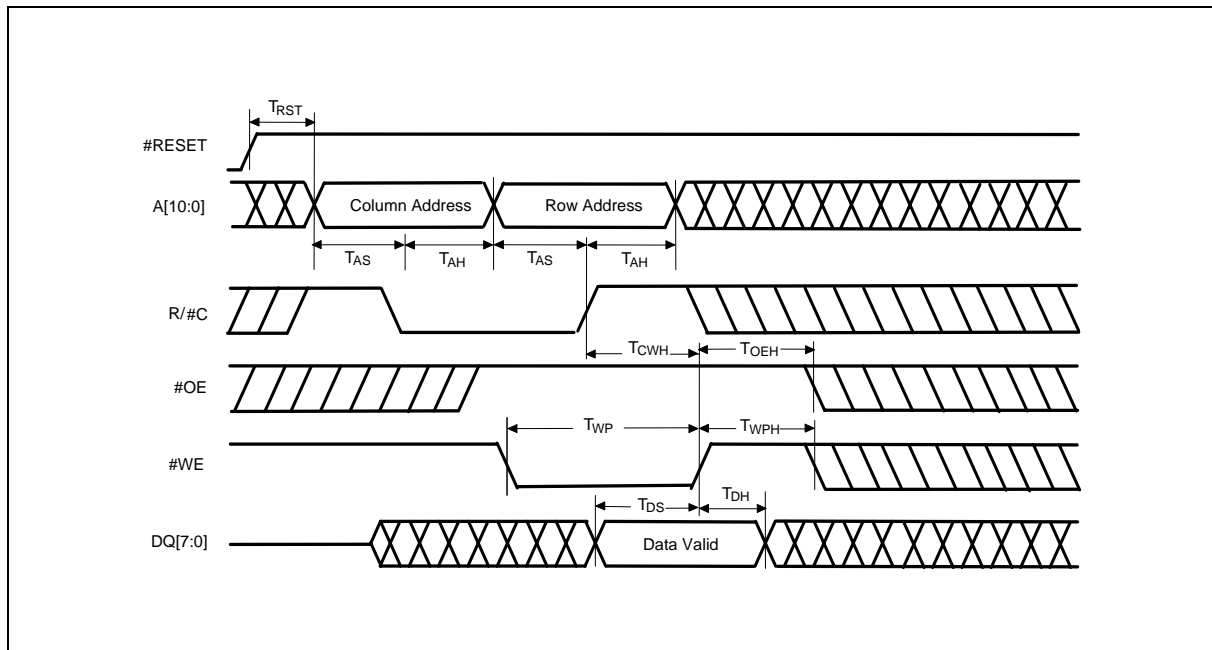 TRST
#RESET
A[10:0]
Column Address
Row Address
TAS
TAH
TAS
TAH
R/#C
TCWH
TOEH
#OE
TWP
TWPH
#WE
TDS
TDH
DQ[7:0]
Data Valid